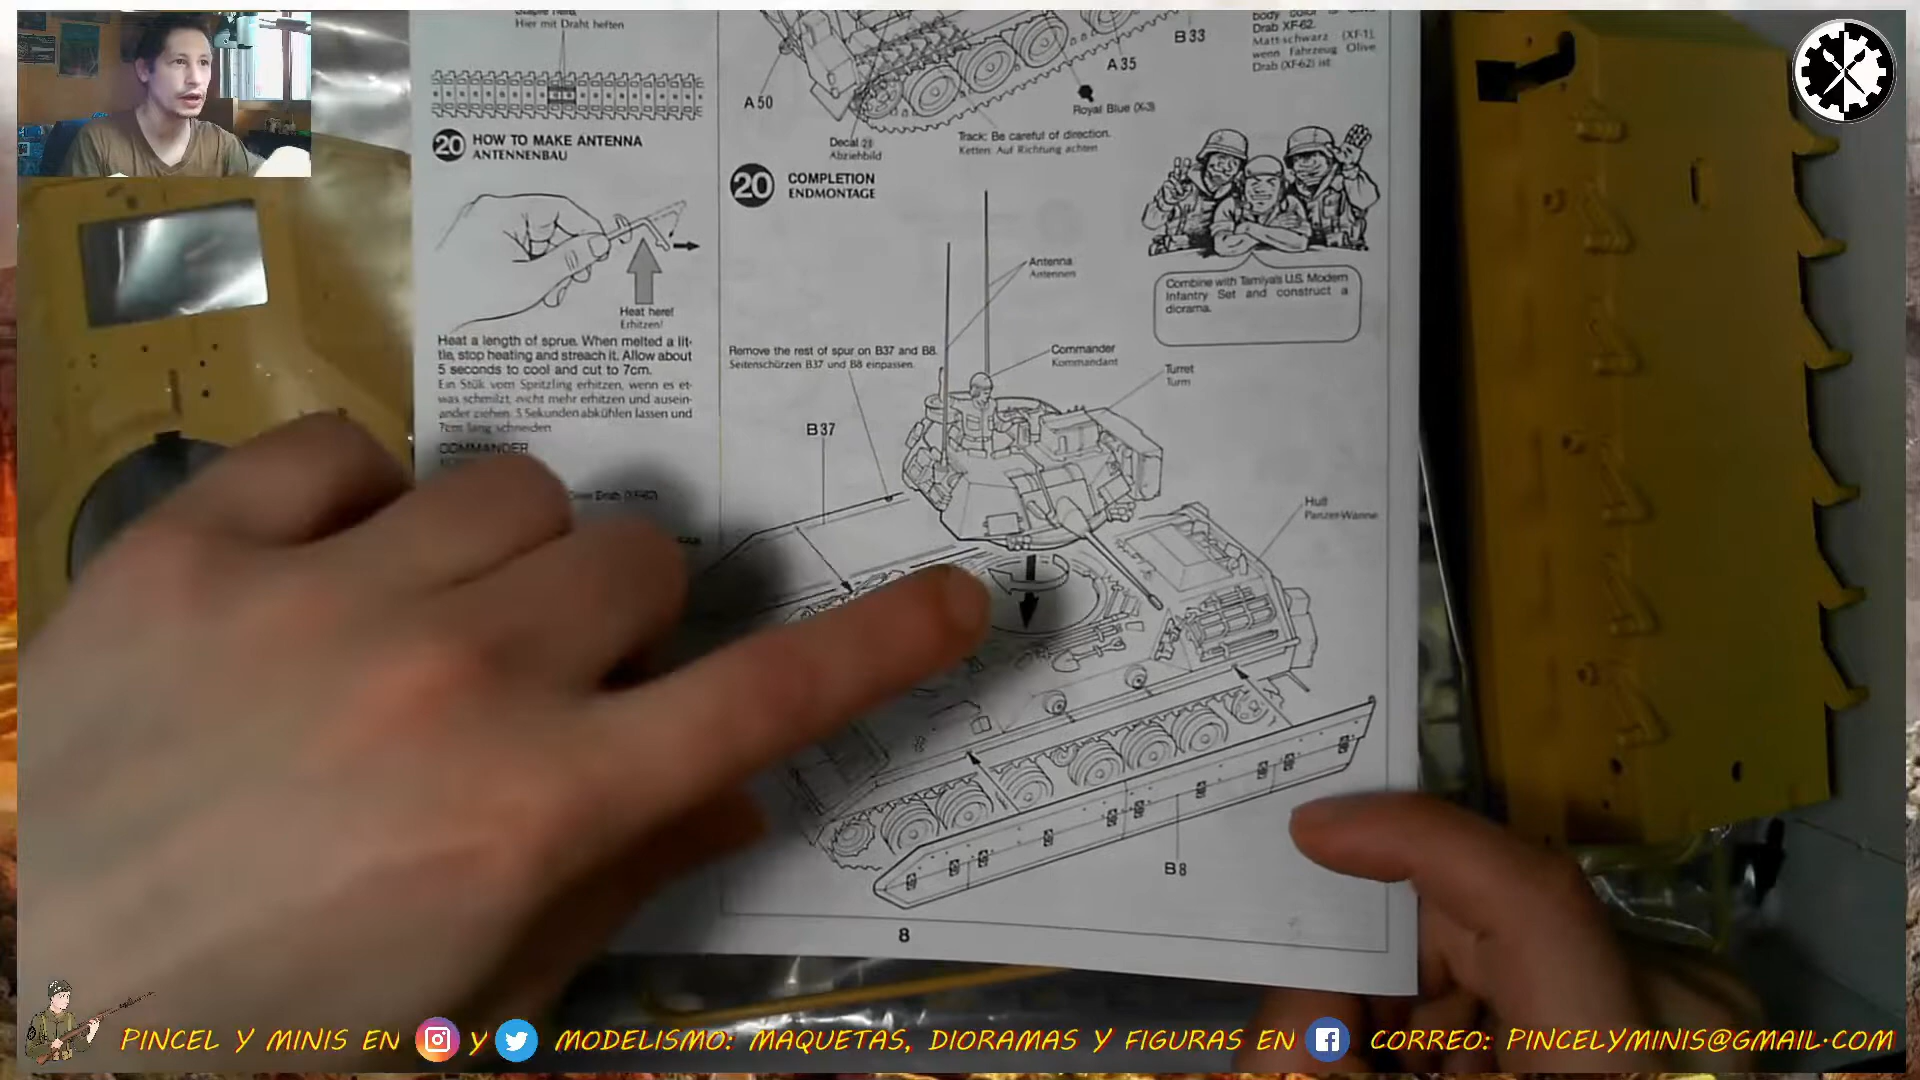 Hier mit Draht heften
20 HOW TO MAKE ANTENNA
ANTENNENBAU
Heat here!
Erhitzen!
Heat a length of sprue. When melted a lit-
tle, stop heating and streach it. Allow about
5 seconds to cool and cut to 7cm.
Ein Stük vom Spritzling erhitzen, wenn es et-
was schmilzt, nicht mehr erhitzen und ausein-
ander ziehen. 5 Sekunden abkühlen lassen und
7cm lang schneiden
COMMANDER
A 50
B 33
A 35
Royal Blue (X-3)
Decal 28
Abziehbild
Track: Be careful of direction.
Ketten: Auf Richtung achten
Drab XF-62.
Mattschwarz (XF-1),
wenn Fahrzeug Olive
Drab (XF-62) ist
20 COMPLETION
ENDMONTAGE
Combine with Tamiya's U.S. Modern
Infantry Set and construct a
diorama.
Antenna
Antennen
Remove the rest of spur on B37 and B8.
Seitenschürzen B37 und B8 einpassen.
Commander
Kommandant
Turret
Turm
B 37
Hull
Panzer-Wanne
B 8
8
PINCEL Y MINIS EN Y MODELISMO: MAQUETAS, DIORAMAS Y FIGURAS EN CORREO: PINCELYMINIS@GMAIL.COM